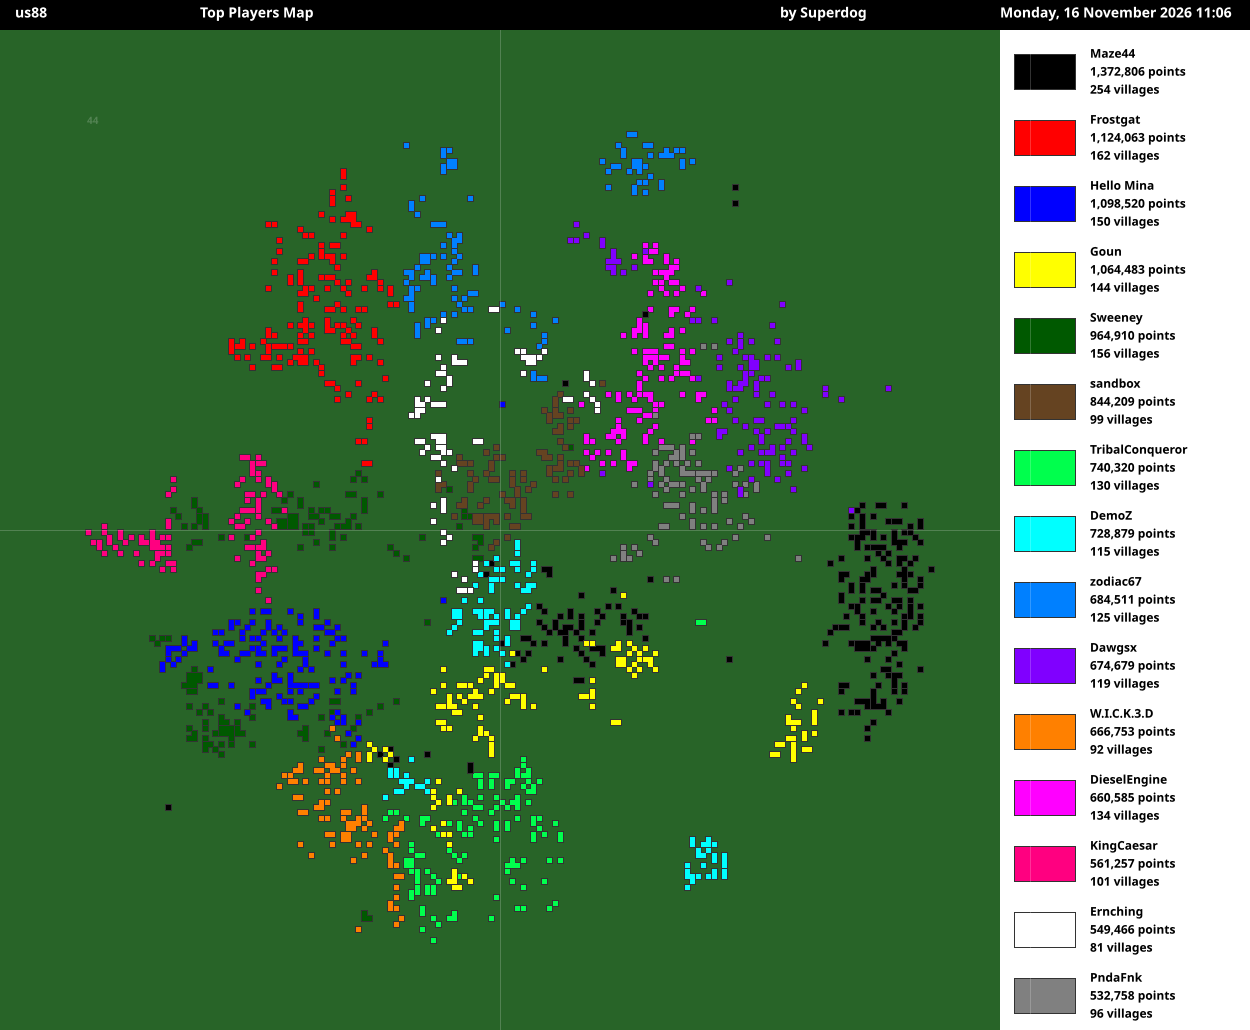 us88 Top Players Map by Superdog Monday, 16 November 2026 11:06
44
Maze44
1,372,806 points
254 villages
Frostgat
1,124,063 points
162 villages
Hello Mina
1,098,520 points
150 villages
Goun
1,064,483 points
144 villages
Sweeney
964,910 points
156 villages
sandbox
844,209 points
99 villages
TribalConqueror
740,320 points
130 villages
DemoZ
728,879 points
115 villages
zodiac67
684,511 points
125 villages
Dawgsx
674,679 points
119 villages
W.I.C.K.3.D
666,753 points
92 villages
DieselEngine
660,585 points
134 villages
KingCaesar
561,257 points
101 villages
Ernching
549,466 points
81 villages
PndaFnk
532,758 points
96 villages